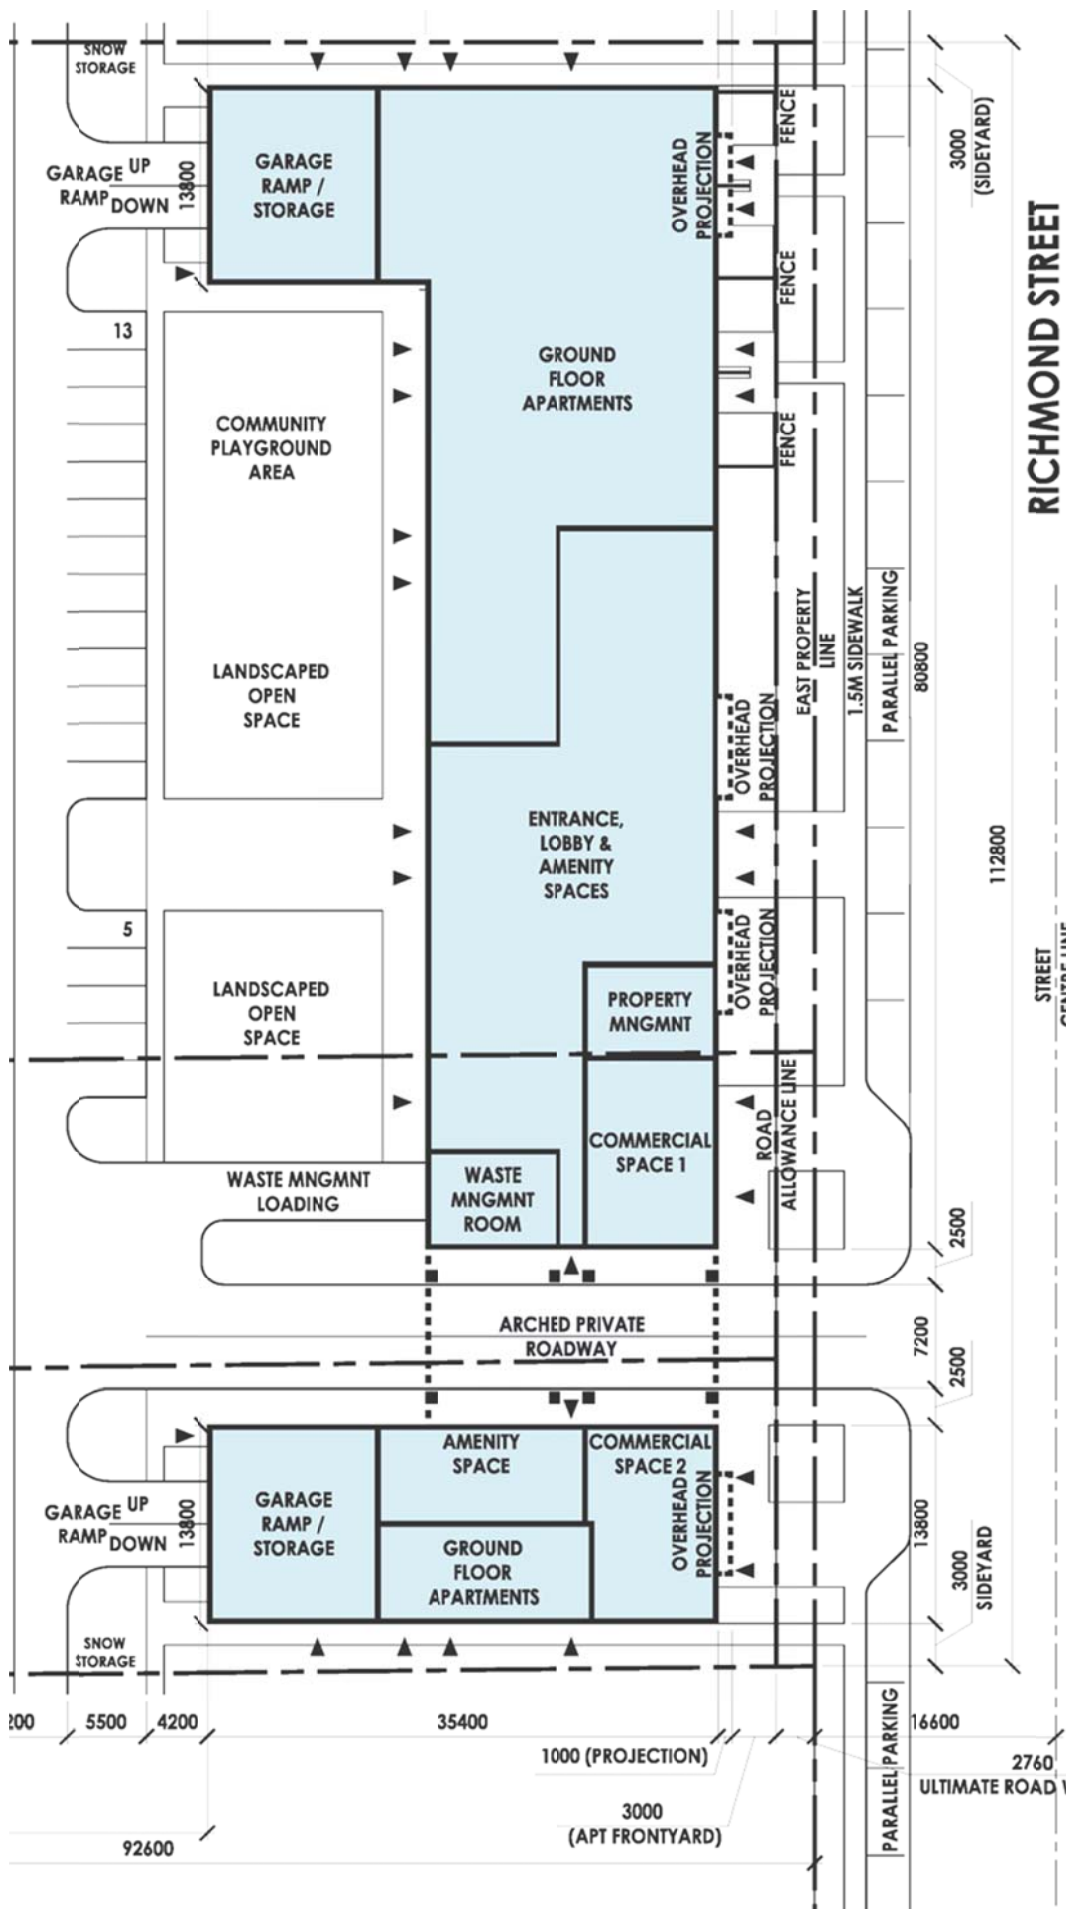 SNOW
STORAGE
GARAGE
RAMP
UP
DOWN
13800
GARAGE
RAMP /
STORAGE
OVERHEAD
PROJECTION
FENCE
3000
(SIDEYARD)
RICHMOND STREET
FENCE
13
GROUND
FLOOR
APARTMENTS
COMMUNITY
PLAYGROUND
AREA
FENCE
LANDSCAPED
OPEN
SPACE
EAST PROPERTY
LINE
1.5M SIDEWALK
PARALLEL PARKING
80800
OVERHEAD
PROJECTION
ENTRANCE,
LOBBY &
AMENITY
SPACES
112800
5
OVERHEAD
PROJECTION
LANDSCAPED
OPEN
SPACE
PROPERTY
MNGMNT
STREET
CENTRE LINE
ROAD
ALLOWANCE LINE
COMMERCIAL
SPACE 1
WASTE MNGMNT
LOADING
WASTE
MNGMNT
ROOM
2500
ARCHED PRIVATE
ROADWAY
7200
2500
AMENITY
SPACE
COMMERCIAL
SPACE 2
OVERHEAD
PROJECTION
GARAGE
RAMP
UP
DOWN
13800
GARAGE
RAMP /
STORAGE
GROUND
FLOOR
APARTMENTS
13800
3000
SIDEYARD
SNOW
STORAGE
200
5500
4200
35400
16600
1000 (PROJECTION)
2760
ULTIMATE ROAD
PARALLEL PARKING
3000
(APT FRONTYARD)
92600